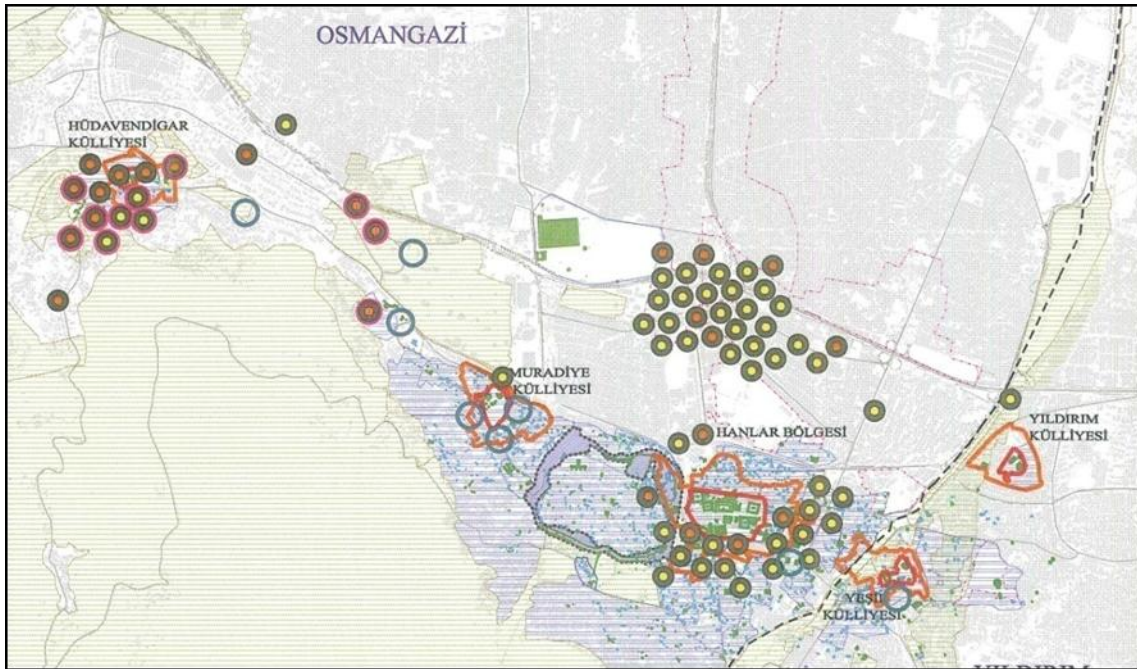 OSMANGAZİ
HÜDAVENDİGAR
KÜLLİYESİ
MURADİYE
KÜLLİYESİ
HANLAR BÖLGESİ
YILDIRIM
KÜLLİYESİ
YEŞİL
KÜLLİYESİ